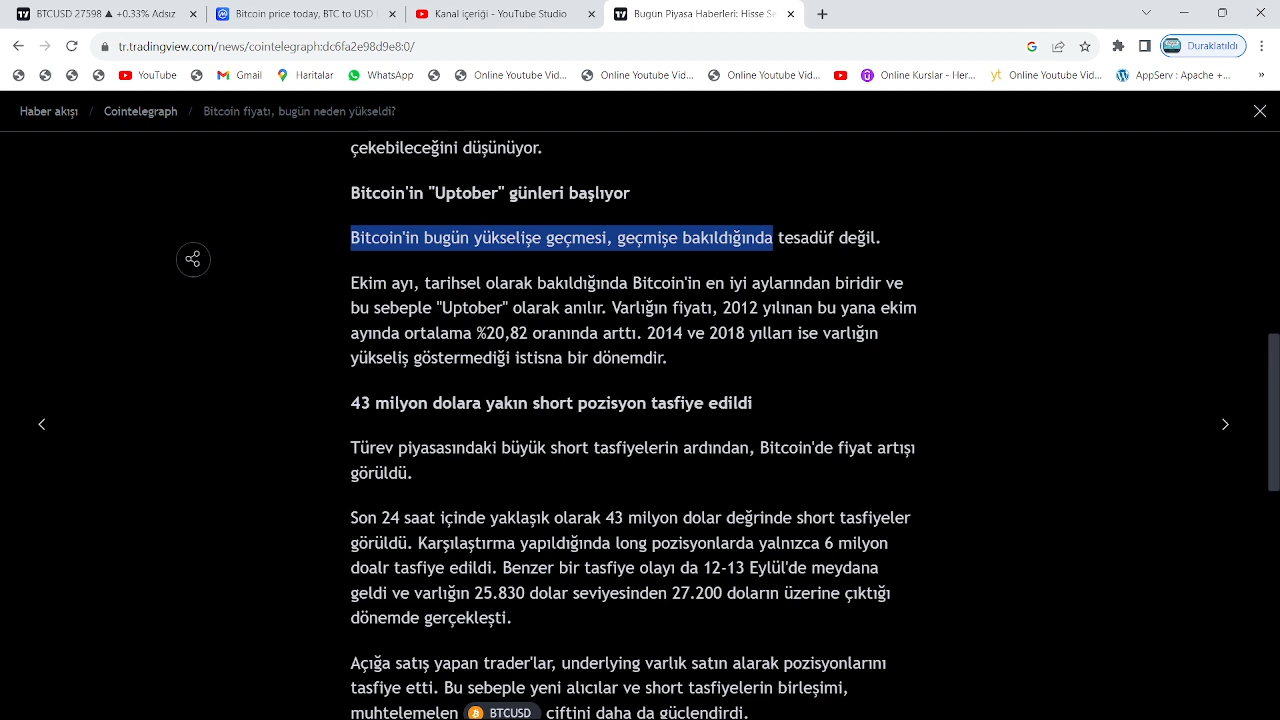 BTCUSD 27598 ▲ +0.33% Adsız
Bitcoin price today, BTC to USD
Kanal içeriği - YouTube Studio
Bugün Piyasa Haberleri: Hisse Se
tr.tradingview.com/news/cointelegraph:dc6fa2e98d9e8:0/
Duraklatıldı
YouTube
Gmail
Haritalar
WhatsApp
Online Youtube Vid...
Online Youtube Vid...
Online Youtube Vid...
Online Kurslar - Her...
Online Youtube Vid...
AppServ : Apache +...
Haber akışı / Cointelegraph / Bitcoin fiyatı, bugün neden yükseldi?
çekebileceğini düşünüyor.
Bitcoin'in "Uptober" günleri başlıyor
Bitcoin'in bugün yükselişe geçmesi, geçmişe bakıldığında tesadüf değil.
Ekim ayı, tarihsel olarak bakıldığında Bitcoin'in en iyi aylarından biridir ve
bu sebeple "Uptober" olarak anılır. Varlığın fiyatı, 2012 yılınan bu yana ekim
ayında ortalama %20,82 oranında arttı. 2014 ve 2018 yılları ise varlığın
yükseliş göstermediği istisna bir dönemdir.
43 milyon dolara yakın short pozisyon tasfiye edildi
Türev piyasasındaki büyük short tasfiyelerin ardından, Bitcoin'de fiyat artışı
görüldü.
Son 24 saat içinde yaklaşık olarak 43 milyon dolar değrinde short tasfiyeler
görüldü. Karşılaştırma yapıldığında long pozisyonlarda yalnızca 6 milyon
doalr tasfiye edildi. Benzer bir tasfiye olayı da 12-13 Eylül'de meydana
geldi ve varlığın 25.830 dolar seviyesinden 27.200 doların üzerine çıktığı
dönemde gerçekleşti.
Açığa satış yapan trader'lar, underlying varlık satın alarak pozisyonlarını
tasfiye etti. Bu sebeple yeni alıcılar ve short tasfiyelerin birleşimi,
muhtemelen BTCUSD çiftini daha da güçlendirdi.